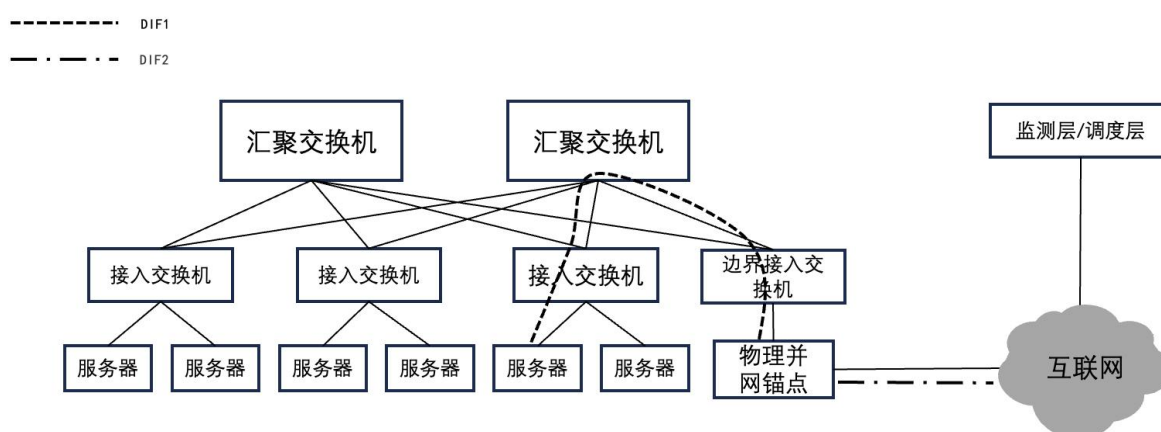 DIF1
DIF2
汇聚交换机
汇聚交换机
监测层/调度层
接入交换机
接入交换机
接入交换机
边界接入交
换机
服务器
服务器
服务器
服务器
服务器
服务器
物理并
网锚点
互联网